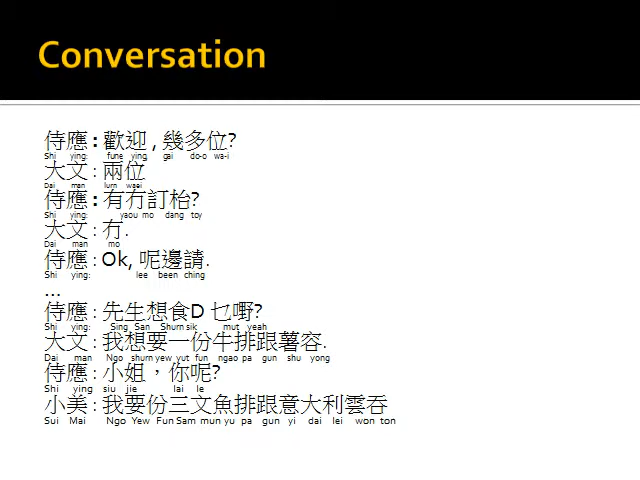 Conversation
侍應 : 歡迎 , 幾多位?
Shi ying: fune ying gai do-o wa-i
大文 : 兩位
Dai man lurn waei
侍應 : 有冇訂枱?
Shi ying: yaou mo dang toy
大文 : 冇.
Dai man mo
侍應 : Ok, 呢邊請.
Shi ying: lee been ching
...
侍應 : 先生想食D 乜嘢?
Shi ying: Sing San Shurn sik mut yeah
大文 : 我想要一份牛排跟薯容.
Dai man Ngo shurn yew yut fun ngao pa gun shu yong
侍應 : 小姐，你呢?
Shi ying siu jie lai le
小美 : 我要份三文魚排跟意大利雲吞
Sui Mai Ngo Yew Fun Sam mun yu pa gun yi dai lei won ton